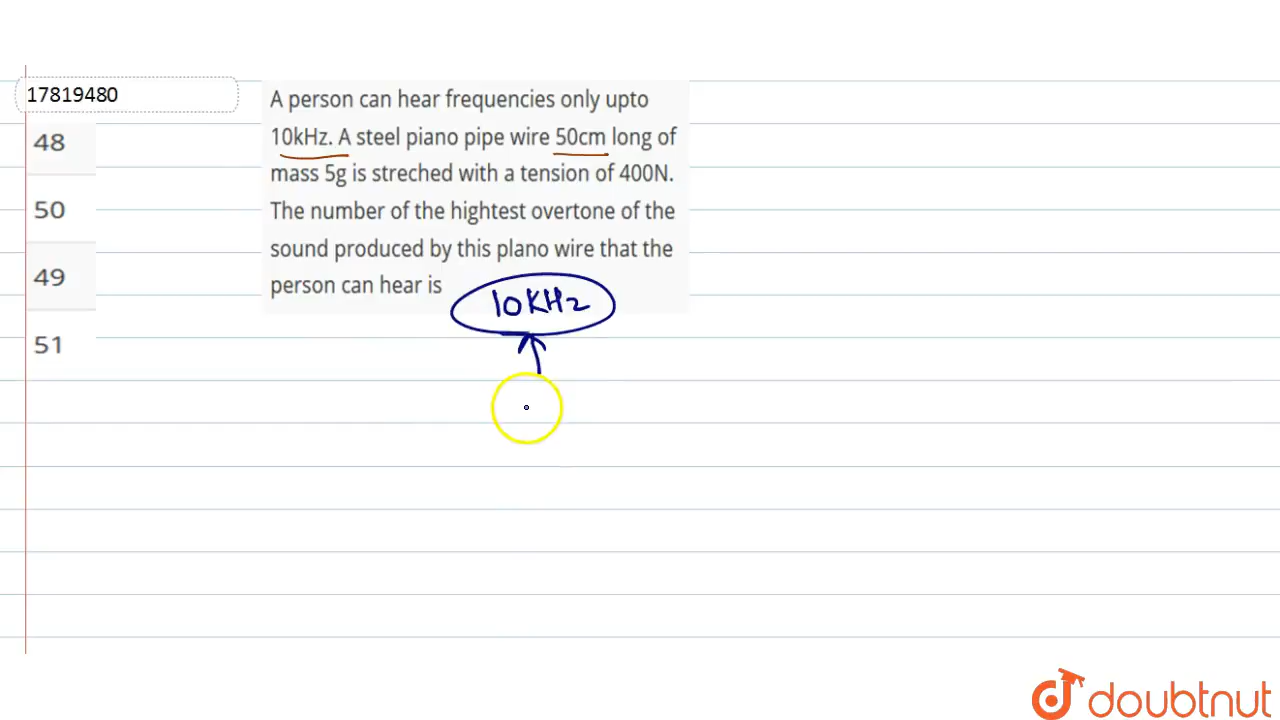 17819480
48
50
49
51
A person can hear frequencies only upto
10kHz. A steel piano pipe wire 50cm long of
mass 5g is streched with a tension of 400N.
The number of the hightest overtone of the
sound produced by this plano wire that the
person can hear is
10KHz
doubtnut